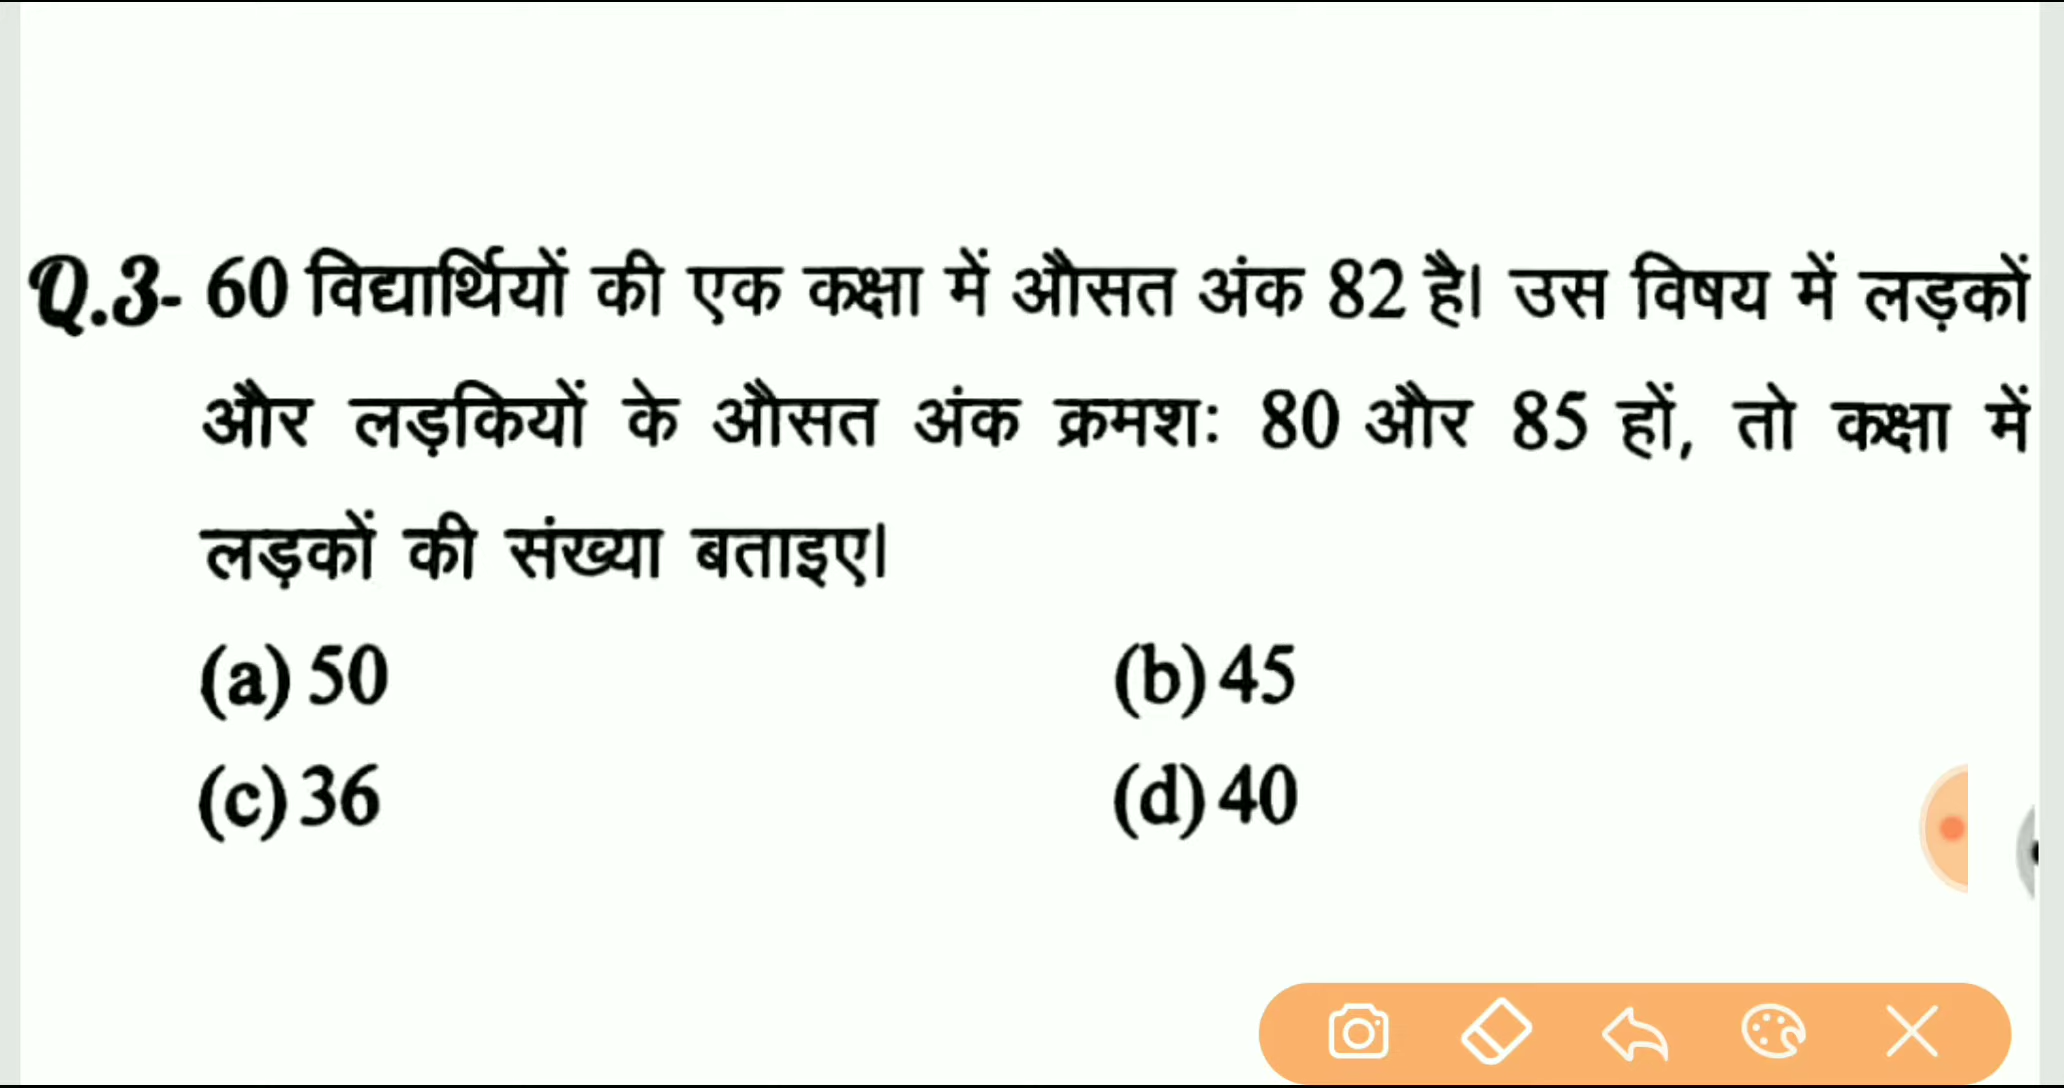 Q.3- 60 विद्यार्थियों की एक कक्षा में औसत अंक 82 है। उस विषय में लड़कों
और लड़कियों के औसत अंक क्रमशः 80 और 85 हों, तो कक्षा में
लड़कों की संख्या बताइए।
(a) 50 (b) 45
(c) 36 (d) 40